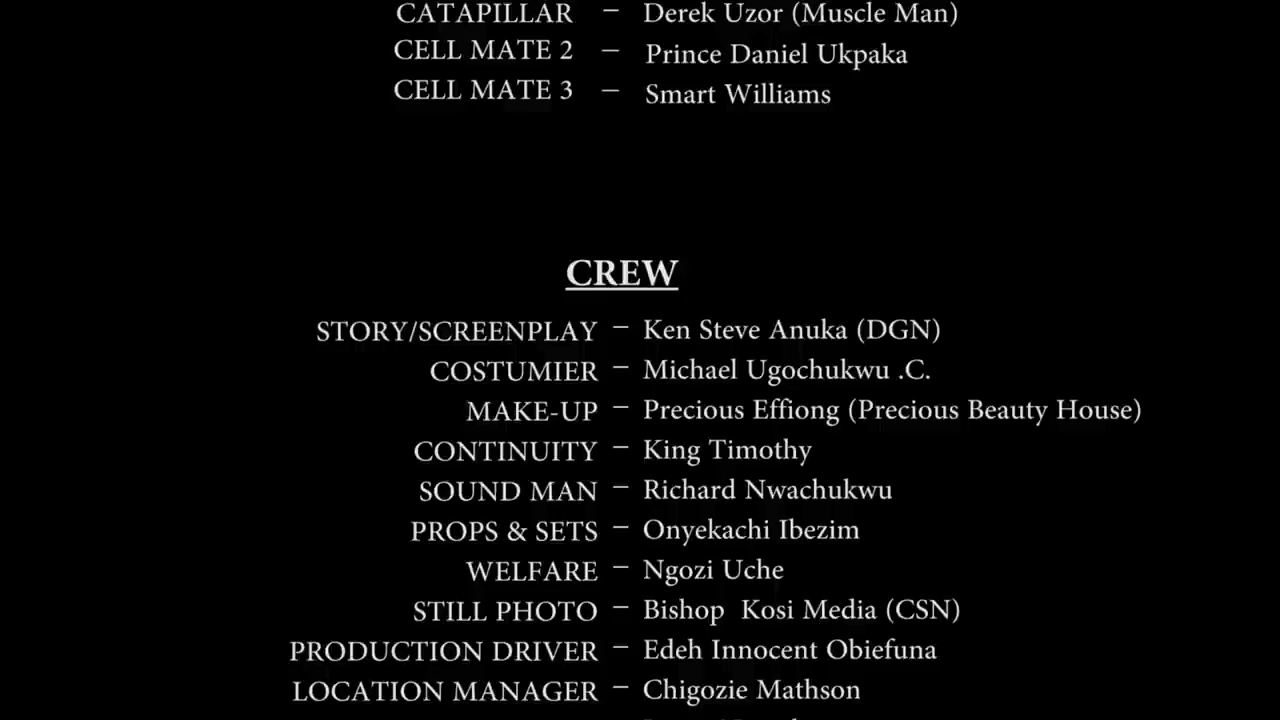 CATAPILLAR – Derek Uzor (Muscle Man)
CELL MATE 2 – Prince Daniel Ukpaka
CELL MATE 3 – Smart Williams
CREW
STORY/SCREENPLAY – Ken Steve Anuka (DGN)
COSTUMIER – Michael Ugochukwu .C.
MAKE-UP – Precious Effiong (Precious Beauty House)
CONTINUITY – King Timothy
SOUND MAN – Richard Nwachukwu
PROPS & SETS – Onyekachi Ibezim
WELFARE – Ngozi Uche
STILL PHOTO – Bishop  Kosi Media (CSN)
PRODUCTION DRIVER – Edeh Innocent Obiefuna
LOCATION MANAGER – Chigozie Mathson